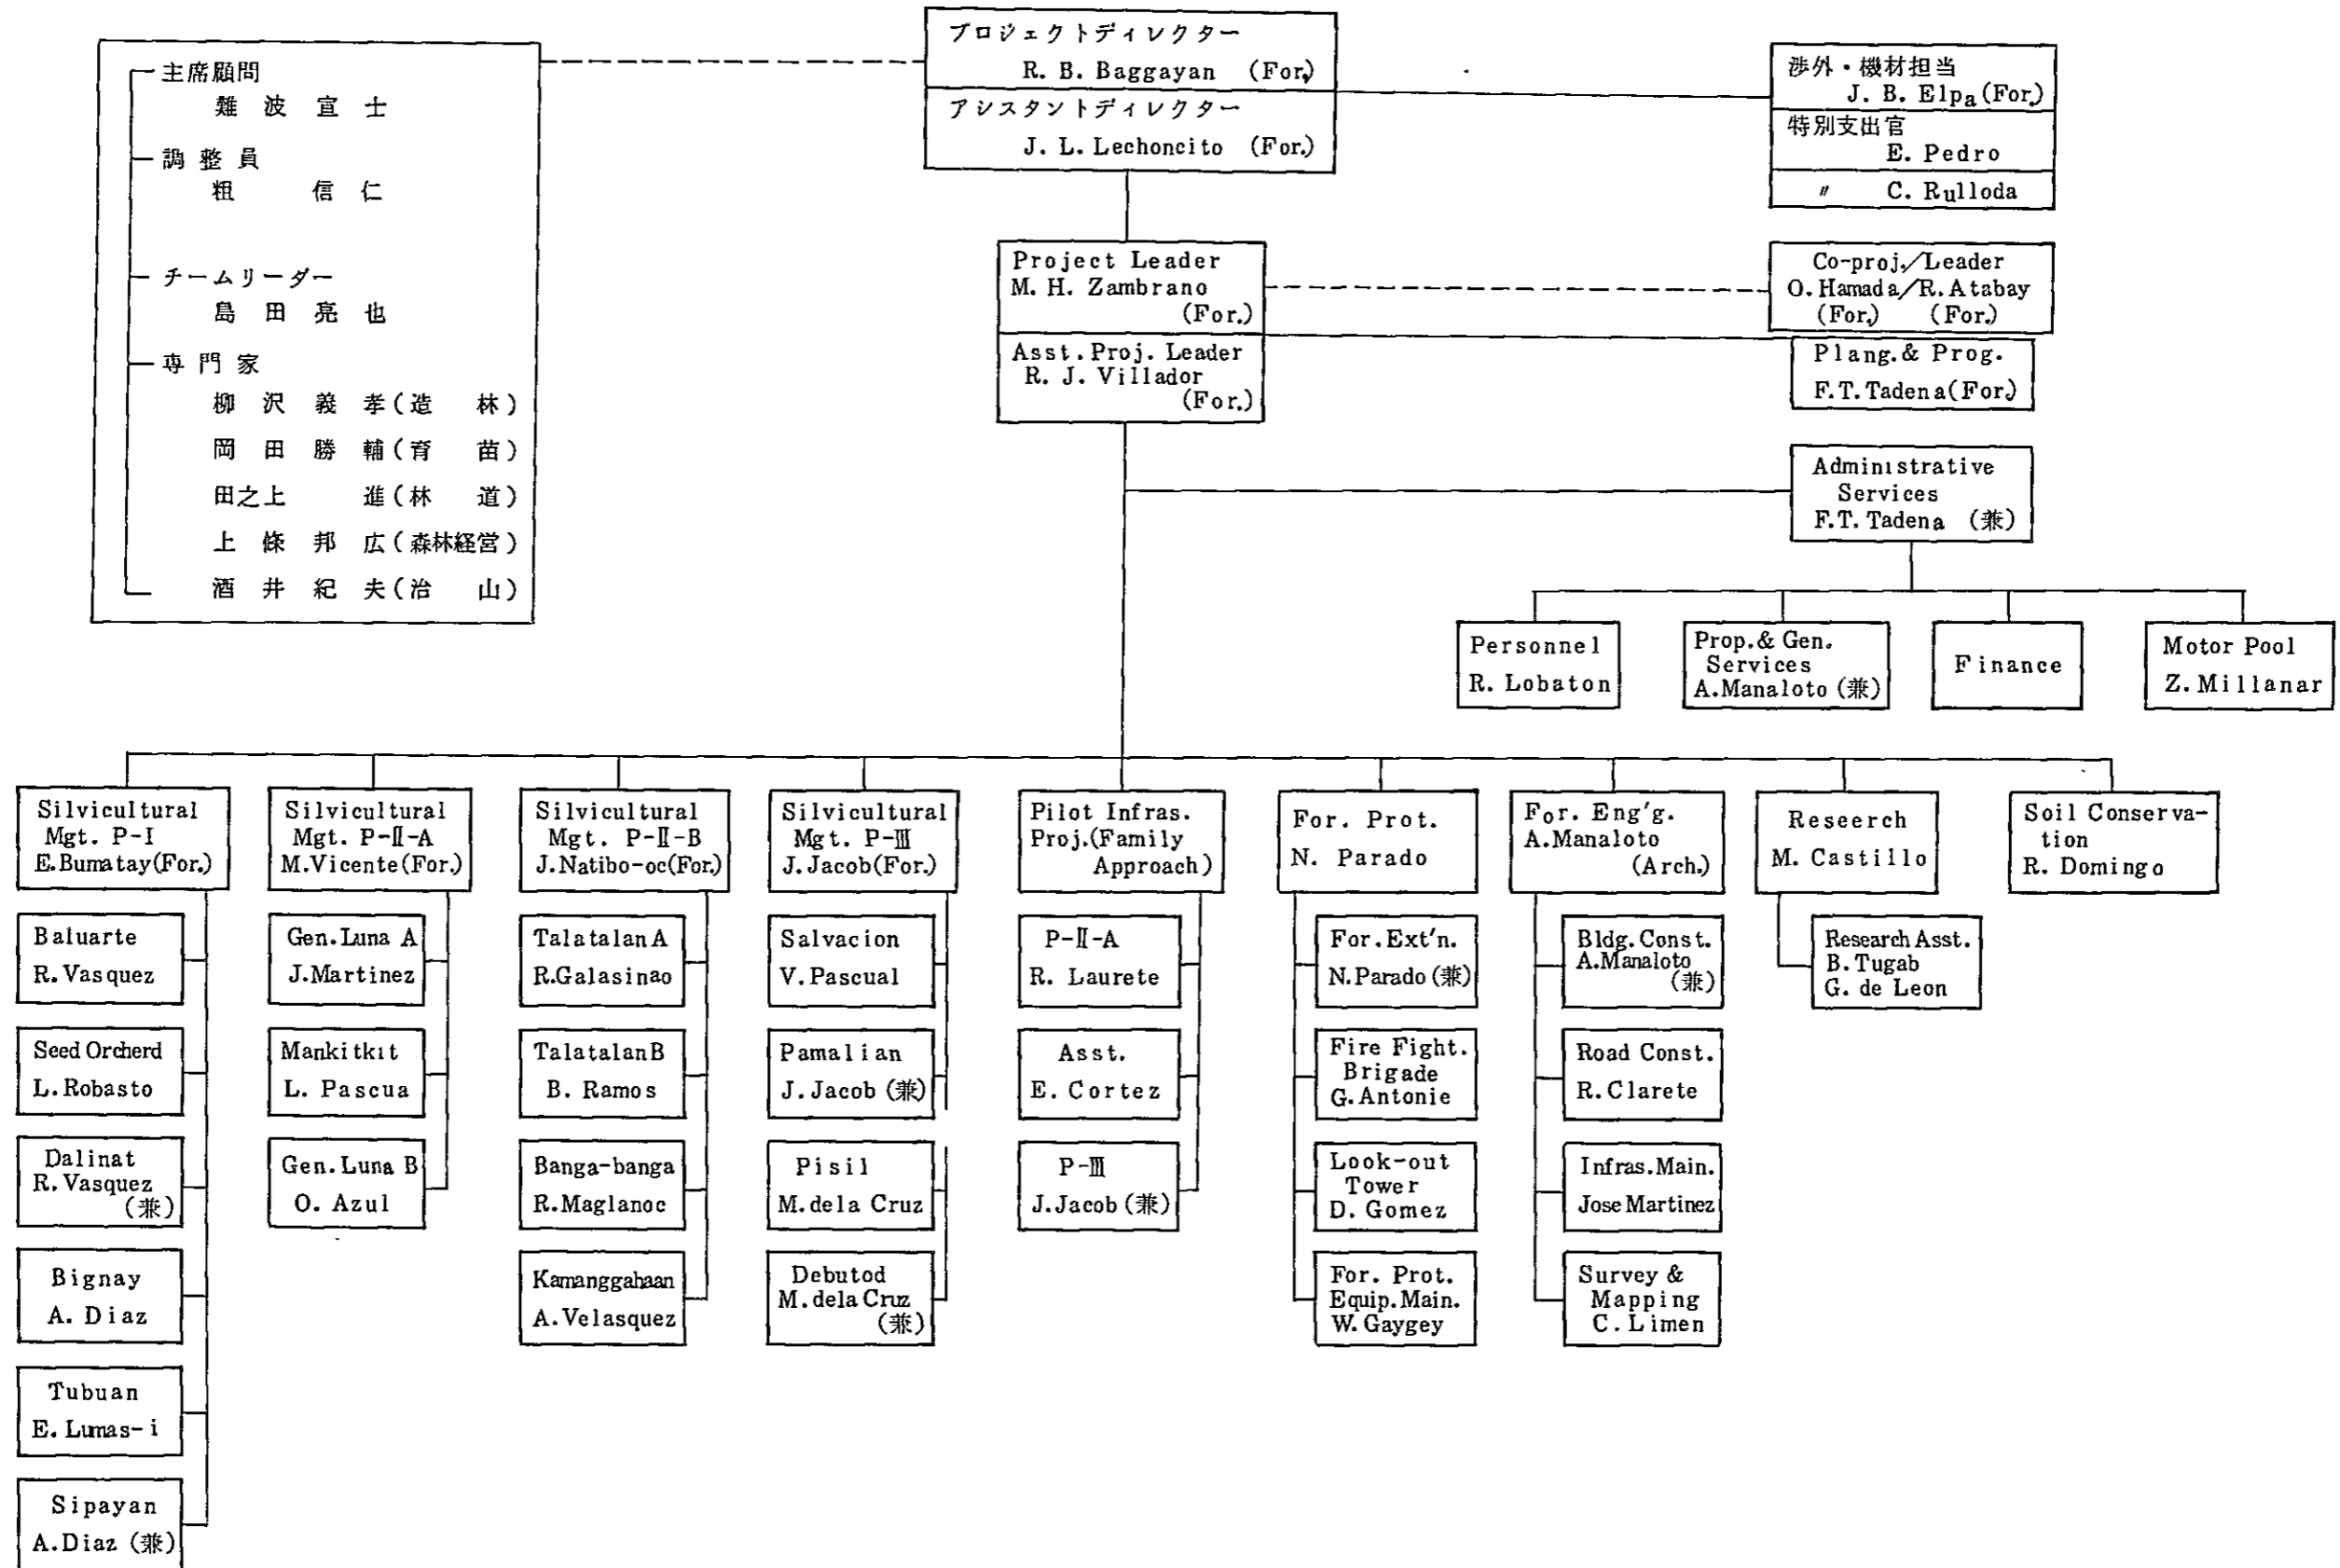 プロジェクトディレクター
R. B. Baggayan (For.)
アシスタントディレクター
J. L. Lechoncito (For.)
主席顧問
難波宣士
調整員
粗信仁
チームリーダー
島田亮也
専門家
柳沢義孝(造林)
岡田勝輔(育苗)
田之上進(林道)
上條邦広(森林経営)
酒井紀夫(治山)
渉外・機材担当
J. B. Elpa (For.)
特別支出官
E. Pedro
〃 C. Rulloda
Project Leader
M. H. Zambrano
(For.)
Asst. Proj. Leader
R. J. Villador
(For.)
Co-proj./Leader
O. Hamada/R. Atabay
(For.) (For.)
Plang. & Prog.
F. T. Tadena (For.)
Administrative
Services
F. T. Tadena (兼)
Personnel
R. Lobaton
Prop. & Gen.
Services
A. Manaloto (兼)
Finance
Motor Pool
Z. Millanar
Silvicultural
Mgt. P-I
E. Bumatay (For.)
Baluarte
R. Vasquez
Seed Orcherd
L. Robasto
Dalinat
R. Vasquez
(兼)
Bignay
A. Diaz
Tubuan
E. Lumas-i
Sipayan
A. Diaz (兼)
Silvicultural
Mgt. P-Ⅱ-A
M. Vicente (For.)
Gen. Luna A
J. Martinez
Mankitkit
L. Pascua
Gen. Luna B
O. Azul
Silvicultural
Mgt. P-Ⅱ-B
J. Natibo-oc (For.)
Talatalan A
R. Galasinao
Talatalan B
B. Ramos
Banga-banga
R. Maglanoc
Kamanggahaan
A. Velasquez
Silvicultural
Mgt. P-Ⅲ
J. Jacob (For.)
Salvacion
V. Pascual
Pamalian
J. Jacob (兼)
Pisil
M. dela Cruz
Debutod
M. dela Cruz
(兼)
Pilot Infras.
Proj. (Family
Approach)
P-Ⅱ-A
R. Laurete
Asst.
E. Cortez
P-Ⅲ
J. Jacob (兼)
For. Prot.
N. Parado
For. Ext'n.
N. Parado (兼)
Fire Fight.
Brigade
G. Antonie
Look-out
Tower
D. Gomez
For. Prot.
Equip. Main.
W. Gaygey
For. Eng'g.
A. Manaloto
(Arch.)
Bldg. Const.
A. Manaloto
(兼)
Road Const.
R. Clarete
Infras. Main.
Jose Martinez
Survey &
Mapping
C. Limen
Reseerch
M. Castillo
Research Asst.
B. Tugab
G. de Leon
Soil Conserva-
tion
R. Domingo